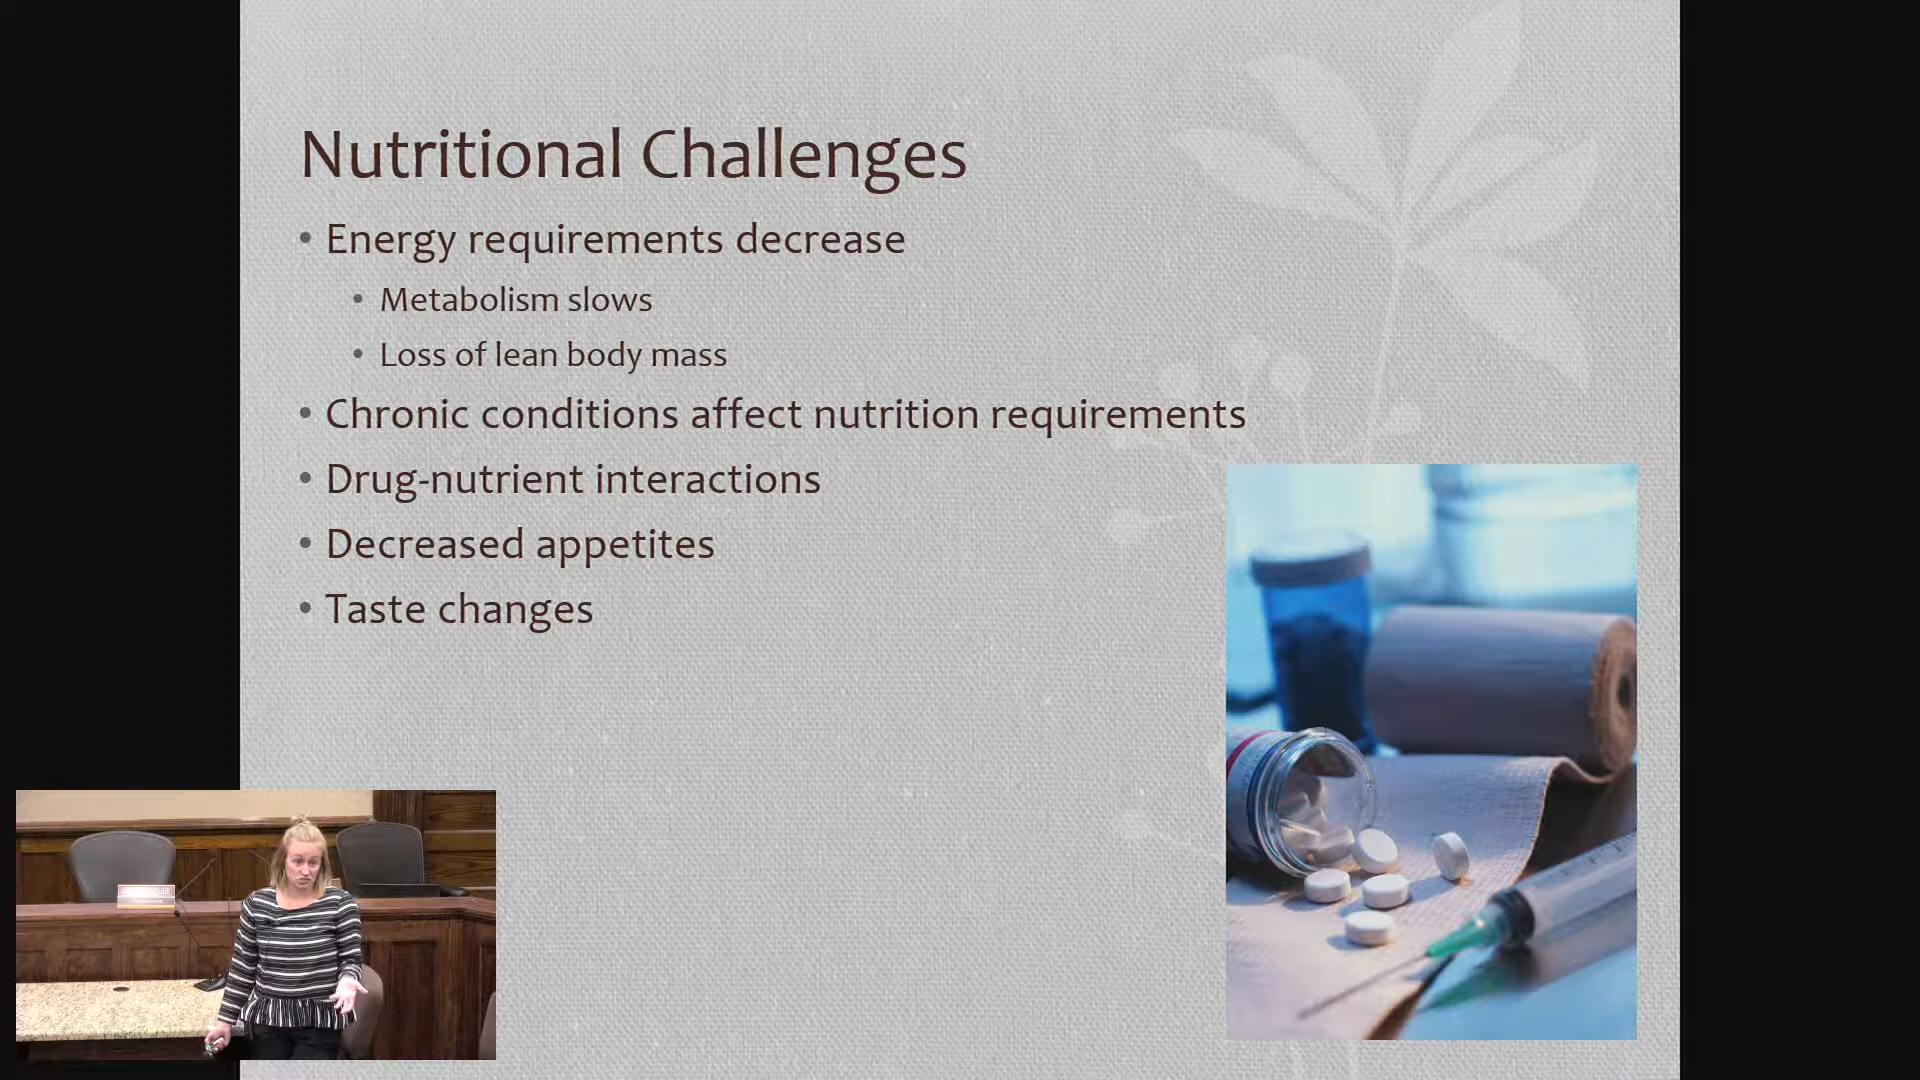 Nutritional Challenges
• Energy requirements decrease
• Metabolism slows
• Loss of lean body mass
• Chronic conditions affect nutrition requirements
• Drug-nutrient interactions
• Decreased appetites
• Taste changes